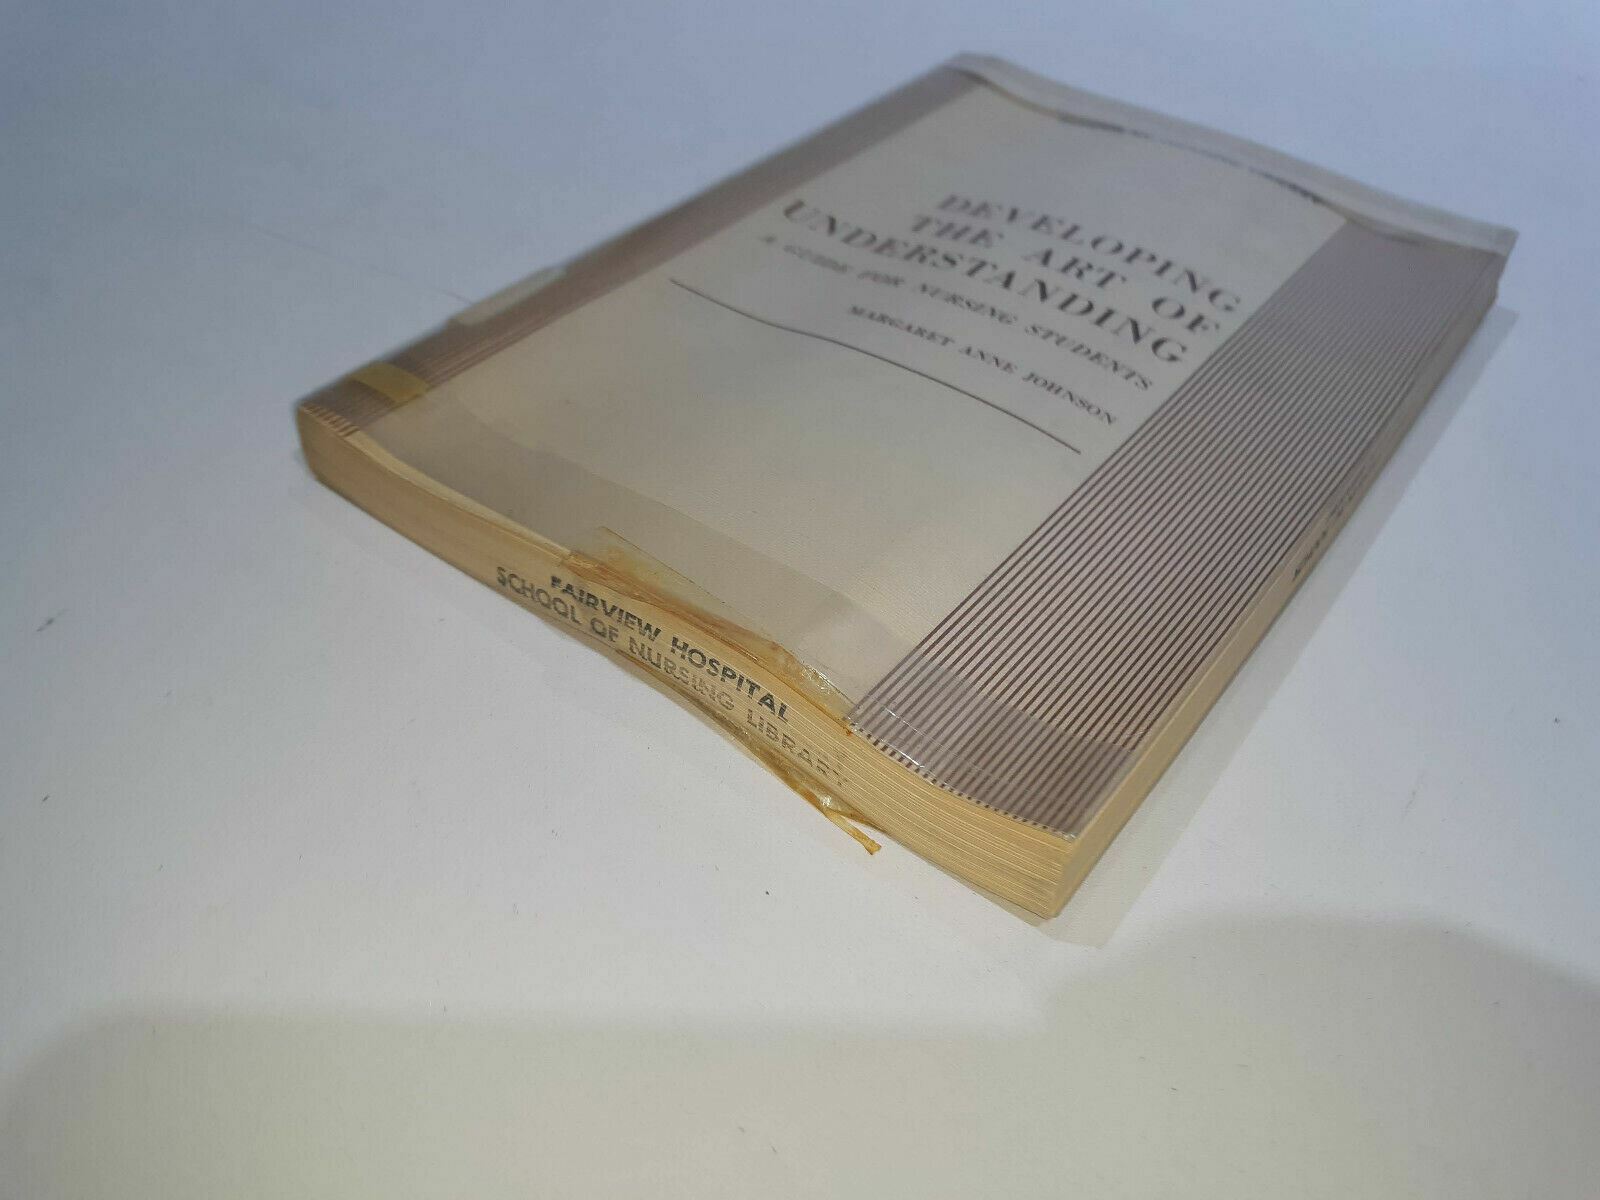 DEVELOPING
THE ART OF
UNDERSTANDING
A GUIDE FOR NURSING STUDENTS
MARGARET ANNE JOHNSON
FAIRVIEW HOSPITAL
SCHOOL OF NURSING LIBRARY